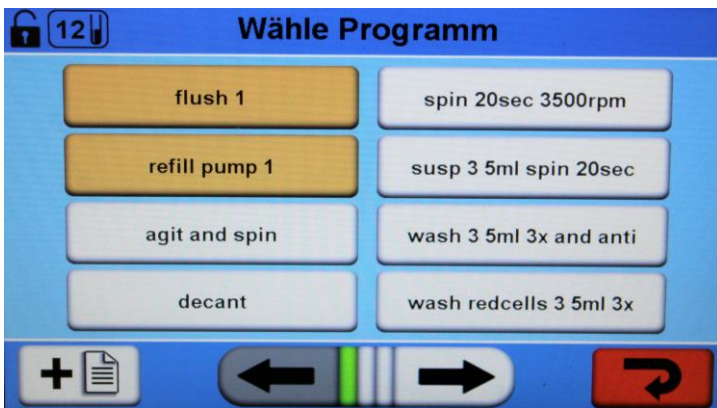 12
Wähle Programm
flush 1
spin 20sec 3500rpm
refill pump 1
susp 3 5ml spin 20sec
agit and spin
wash 3 5ml 3x and anti
decant
wash redcells 3 5ml 3x